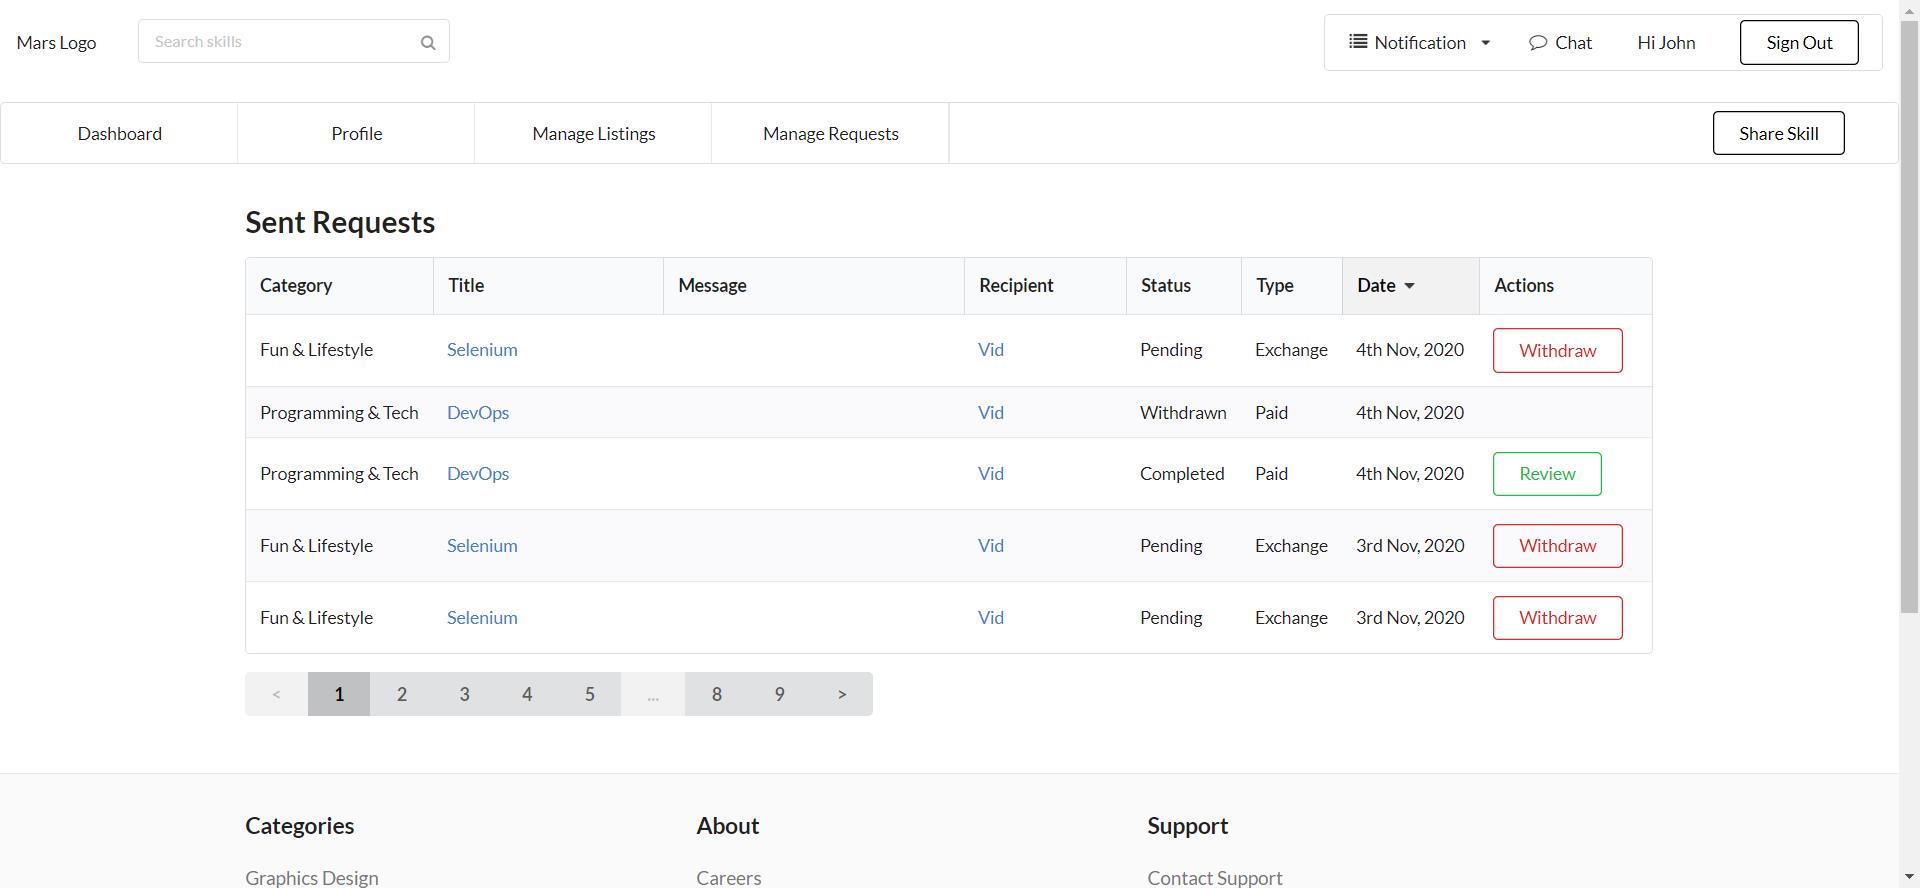 Mars Logo Search skills Notification Chat Hi John Sign Out
Dashboard Profile Manage Listings Manage Requests Share Skill
Sent Requests
Category Title Message Recipient Status Type Date Actions
Fun & Lifestyle Selenium Vid Pending Exchange 4th Nov, 2020 Withdraw
Programming & Tech DevOps Vid Withdrawn Paid 4th Nov, 2020
Programming & Tech DevOps Vid Completed Paid 4th Nov, 2020 Review
Fun & Lifestyle Selenium Vid Pending Exchange 3rd Nov, 2020 Withdraw
Fun & Lifestyle Selenium Vid Pending Exchange 3rd Nov, 2020 Withdraw
< 1 2 3 4 5 ... 8 9 >
Categories About Support
Graphics Design Careers Contact Support